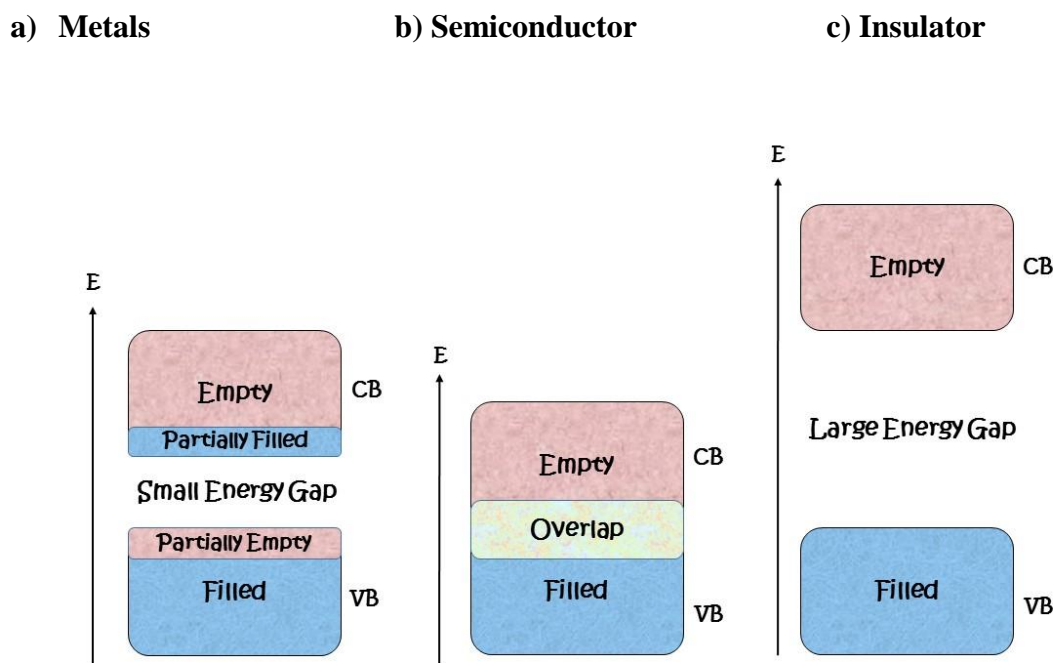 a) Metals
b) Semiconductor
c) Insulator
E
Empty
CB
Partially Filled
Small Energy Gap
Partially Empty
Filled
VB
E
Empty
CB
Overlap
Filled
VB
E
Empty
CB
Large Energy Gap
Filled
VB